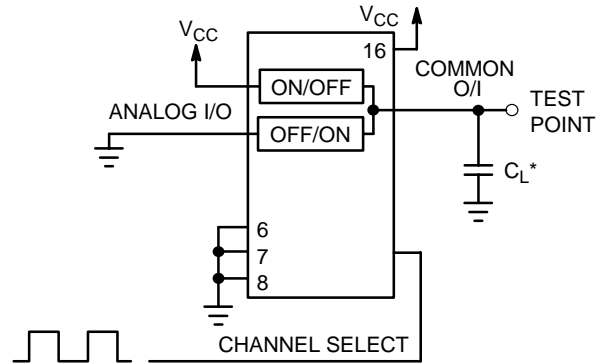 VCC
VCC
16
COMMON
O/I
ON/OFF
TEST
POINT
ANALOG I/O
OFF/ON
CL*
6
7
8
CHANNEL SELECT